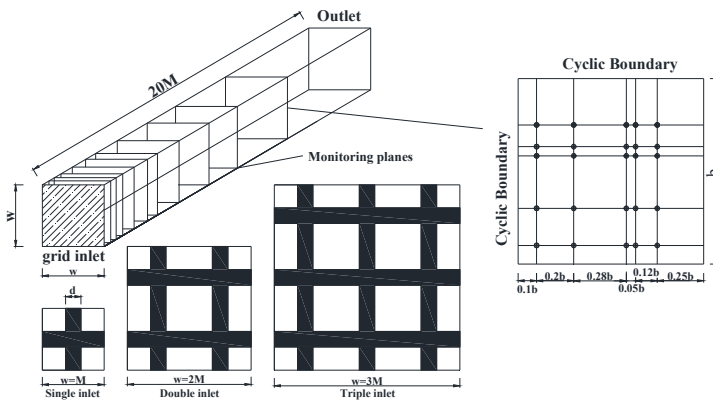 Outlet
20M
Monitoring planes
w
grid inlet
w
d
w=M
Single inlet
w=2M
Double inlet
w=3M
Triple inlet
Cyclic Boundary
Cyclic Boundary
b
0.1b
0.2b
0.28b
0.05b
0.12b
0.25b